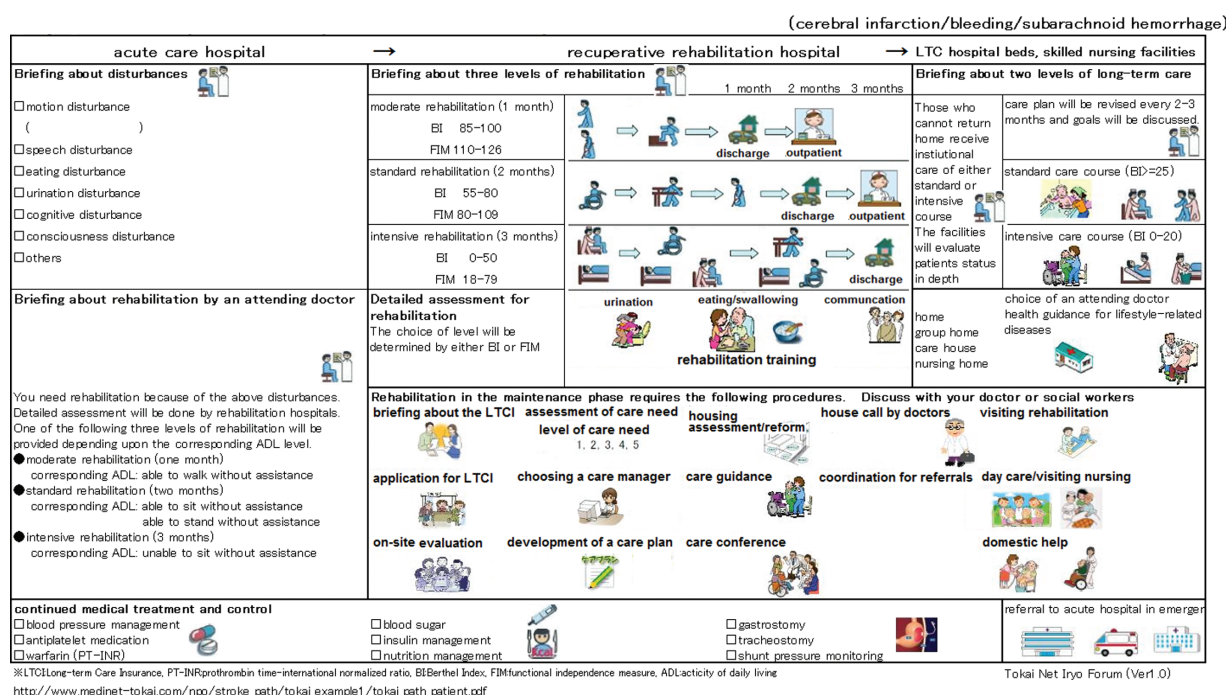 (cerebral infarction/bleeding/subarachnoid hemorrhage)
acute care hospital → recuperative rehabilitation hospital → LTC hospital beds, skilled nursing facilities
Briefing about disturbances
□motion disturbance
( )
□speech disturbance
□eating disturbance
□urination disturbance
□cognitive disturbance
□consciousness disturbance
□others
Briefing about three levels of rehabilitation
1 month 2 months 3 months
moderate rehabilitation (1 month)
BI 85-100
FIM 110-126
discharge outpatient
standard rehabilitation (2 months)
BI 55-80
FIM 80-109
discharge outpatient
intensive rehabilitation (3 months)
BI 0-50
FIM 18-79
discharge
Briefing about two levels of long-term care
Those who
cannot return
home receive
instiutional
care of either
standard or
intensive
course
The facilities
will evaluate
patients status
in depth
care plan will be revised every 2-3
months and goals will be discussed.
standard care course (BI>=25)
intensive care course (BI 0-20)
Briefing about rehabilitation by an attending doctor
Detailed assessment for
rehabilitation
The choice of level will be
determined by either BI or FIM
urination eating/swallowing communcation
rehabilitation training
home
group home
care house
nursing home
choice of an attending doctor
health guidance for lifestyle-related
diseases
You need rehabilitation because of the above disturbances.
Detailed assessment will be done by rehabilitation hospitals.
One of the following three levels of rehabilitation will be
provided depending upon the corresponding ADL level.
●moderate rehabilitation (one month)
corresponding ADL: able to walk without assistance
●standard rehabilitation (two months)
corresponding ADL: able to sit without assistance
able to stand without assistance
●intensive rehabilitation (3 months)
corresponding ADL: unable to sit without assistance
Rehabilitation in the maintenance phase requires the following procedures. Discuss with your doctor or social workers
briefing about the LTCI
assessment of care need
level of care need
1, 2, 3, 4, 5
housing
assessment/reform
house call by doctors
visiting rehabilitation
application for LTCI
choosing a care manager
care guidance
coordination for referrals
day care/visiting nursing
on-site evaluation
development of a care plan
ケアプラン
care conference
domestic help
continued medical treatment and control
□blood pressure management
□antiplatelet medication
□warfarin (PT-INR)
□blood sugar
□insulin management
□nutrition management
Kcal
□gastrostomy
□tracheostomy
□shunt pressure monitoring
referral to acute hospital in emerger
※LTCI:Long-term Care Insurance, PT-INR:prothrombin time-international normalized ratio, BI:Berthel Index, FIM:functional independence measure, ADL:acticity of daily living
Tokai Net Iryo Forum (Ver1.0)
http://www.medinet-tokai.com/npo/stroke_path/tokai_example1/tokai_path_patient.pdf